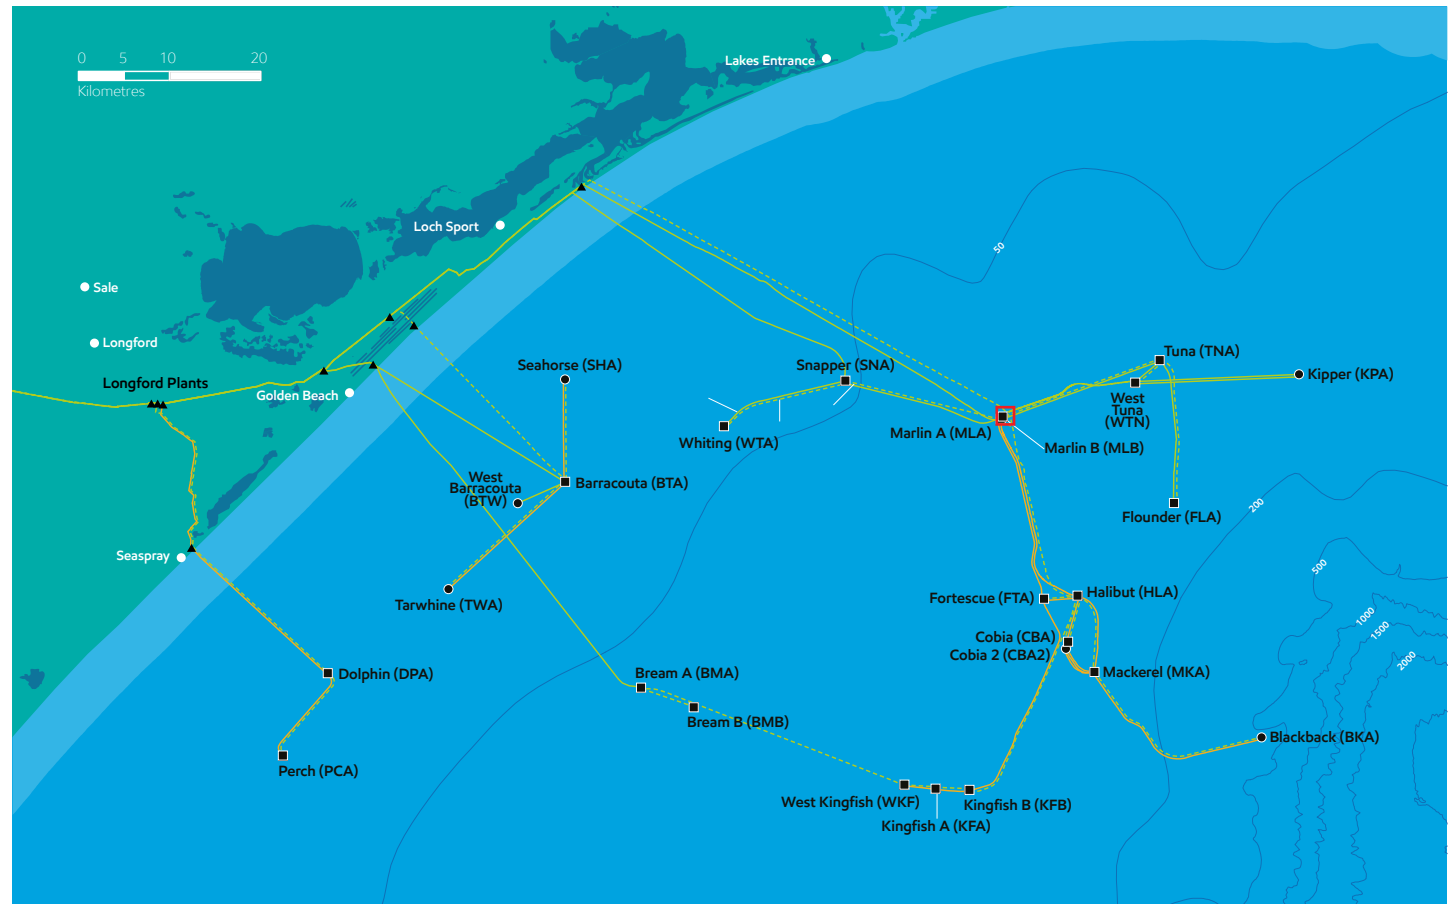 0 5 10 20
Kilometres
Lakes Entrance
Loch Sport
50
Sale
Longford
Longford Plants
Golden Beach
Seahorse (SHA)
Snapper (SNA)
Tuna (TNA)
Kipper (KPA)
West
Tuna
(WTN)
Whiting (WTA)
Marlin A (MLA)
Marlin B (MLB)
West
Barracouta
(BTW)
Barracouta (BTA)
Flounder (FLA)
200
Seaspray
Tarwhine (TWA)
500
Fortescue (FTA)
Halibut (HLA)
1000
1500
2000
Cobia (CBA)
Cobia 2 (CBA2)
Dolphin (DPA)
Bream A (BMA)
Mackerel (MKA)
Bream B (BMB)
Blackback (BKA)
Perch (PCA)
West Kingfish (WKF)
Kingfish B (KFB)
Kingfish A (KFA)